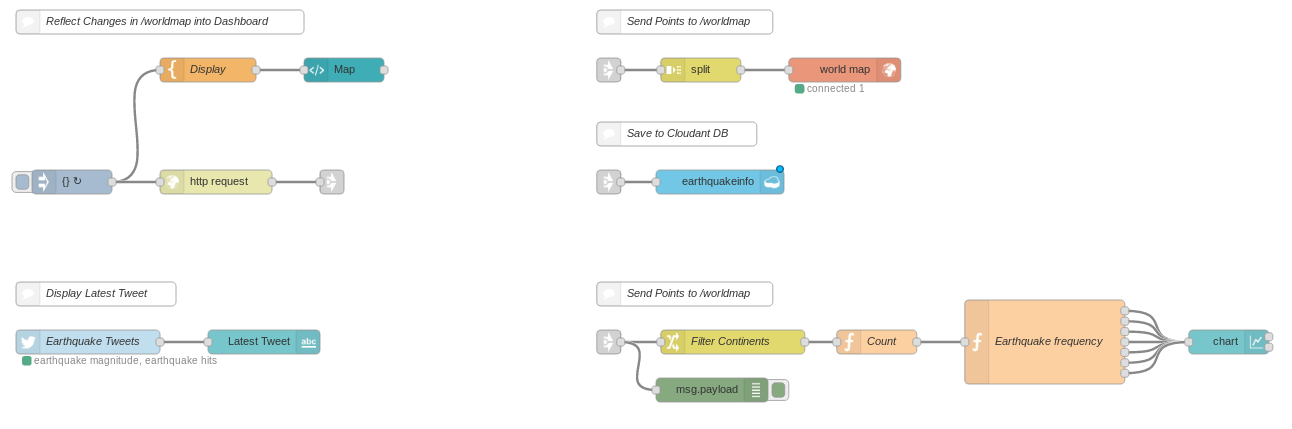 Reflect Changes in /worldmap into Dashboard
Display
Map
{} ↻
http request
Send Points to /worldmap
split
world map
connected 1
Save to Cloudant DB
earthquakeinfo
Display Latest Tweet
Earthquake Tweets
Latest Tweet
abc
earthquake magnitude, earthquake hits
Send Points to /worldmap
Filter Continents
Count
Earthquake frequency
chart
msg.payload